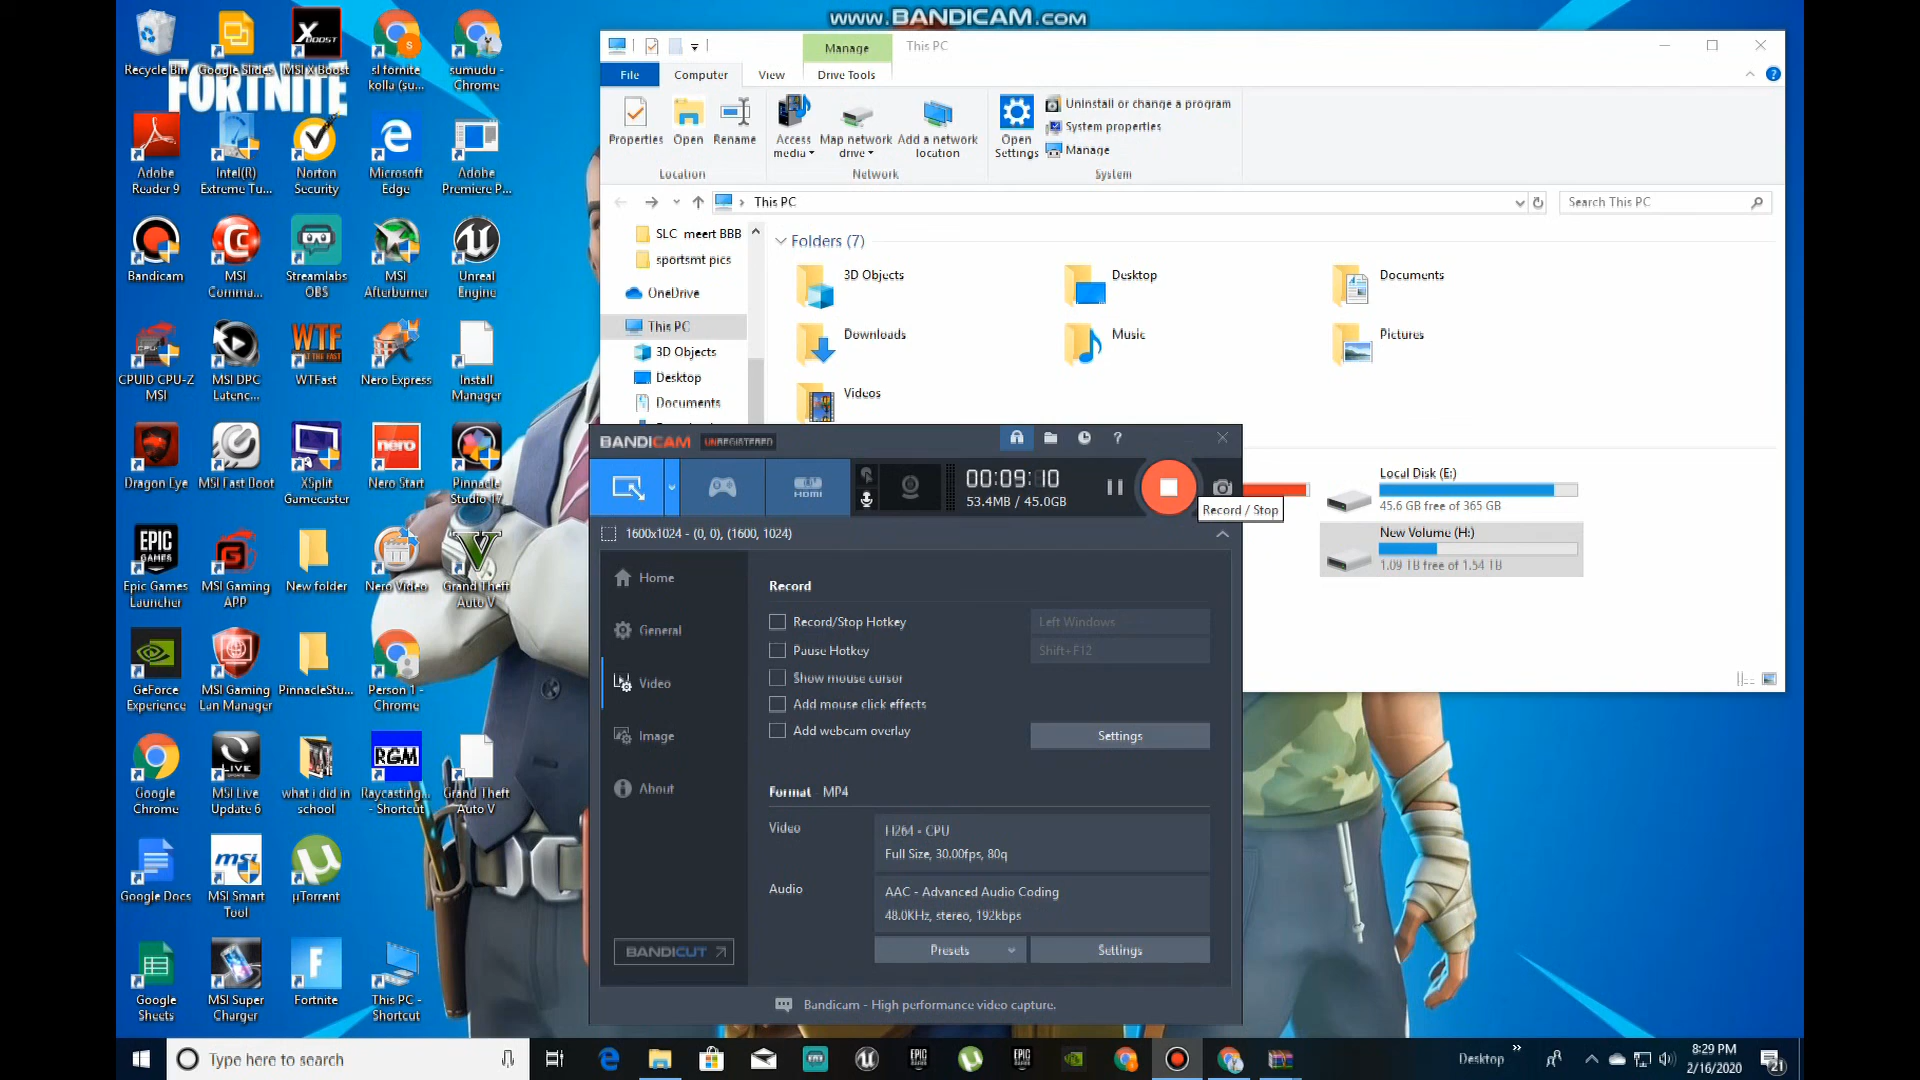 www.BANDICAM.com
Recycle Bin
Google Slides
MSI X Boost
sl fornite
kolla (su...
sumudu -
Chrome
FORTNITE
Adobe
Reader 9
Intel(R)
Extreme Tu...
Norton
Security
Microsoft
Edge
Adobe
Premiere P...
Bandicam
MSI
Comma...
Streamlabs
OBS
MSI
Afterburner
Unreal
Engine
CPUID CPU-Z
MSI
MSI DPC
Latenc...
WTFast
Nero Express
Install
Manager
Dragon Eye
MSI Fast Boot
XSplit
Gamecaster
Nero Start
Pinnacle
Studio 17
Epic Games
Launcher
MSI Gaming
APP
New folder
Nero Video
Grand Theft
Auto V
GeForce
Experience
MSI Gaming
Lan Manager
PinnacleStu...
Person 1 -
Chrome
Google
Chrome
MSI Live
Update 6
what i did in
school
Raycasting...
- Shortcut
Grand Theft
Auto V
Google Docs
MSI Smart
Tool
µTorrent
Google
Sheets
MSI Super
Charger
Fortnite
This PC -
Shortcut
Manage
This PC
File
Computer
View
Drive Tools
Properties
Open
Rename
Access
media
Map network
drive
Add a network
location
Open
Settings
Uninstall or change a program
System properties
Manage
Location
Network
System
This PC
Search This PC
SLC meert BBB
sportsmt pics
OneDrive
This PC
3D Objects
Desktop
Documents
Folders (7)
3D Objects
Desktop
Documents
Downloads
Music
Pictures
Videos
Local Disk (E:)
45.6 GB free of 365 GB
New Volume (H:)
1.09 TB free of 1.54 TB
BANDICAM UNREGISTERED
HDMI
00:09:10
53.4MB / 45.0GB
Record / Stop
1600x1024 - (0, 0), (1600, 1024)
Home
General
Video
Image
About
BANDICUT
Record
Record/Stop Hotkey
Left Windows
Pause Hotkey
Shift+F12
Show mouse cursor
Add mouse click effects
Add webcam overlay
Settings
Format - MP4
Video
H264 - CPU
Full Size, 30.00fps, 80q
Audio
AAC - Advanced Audio Coding
48.0KHz, stereo, 192kbps
Presets
Settings
Bandicam - High performance video capture.
Type here to search
Desktop
8:29 PM
2/16/2020
21